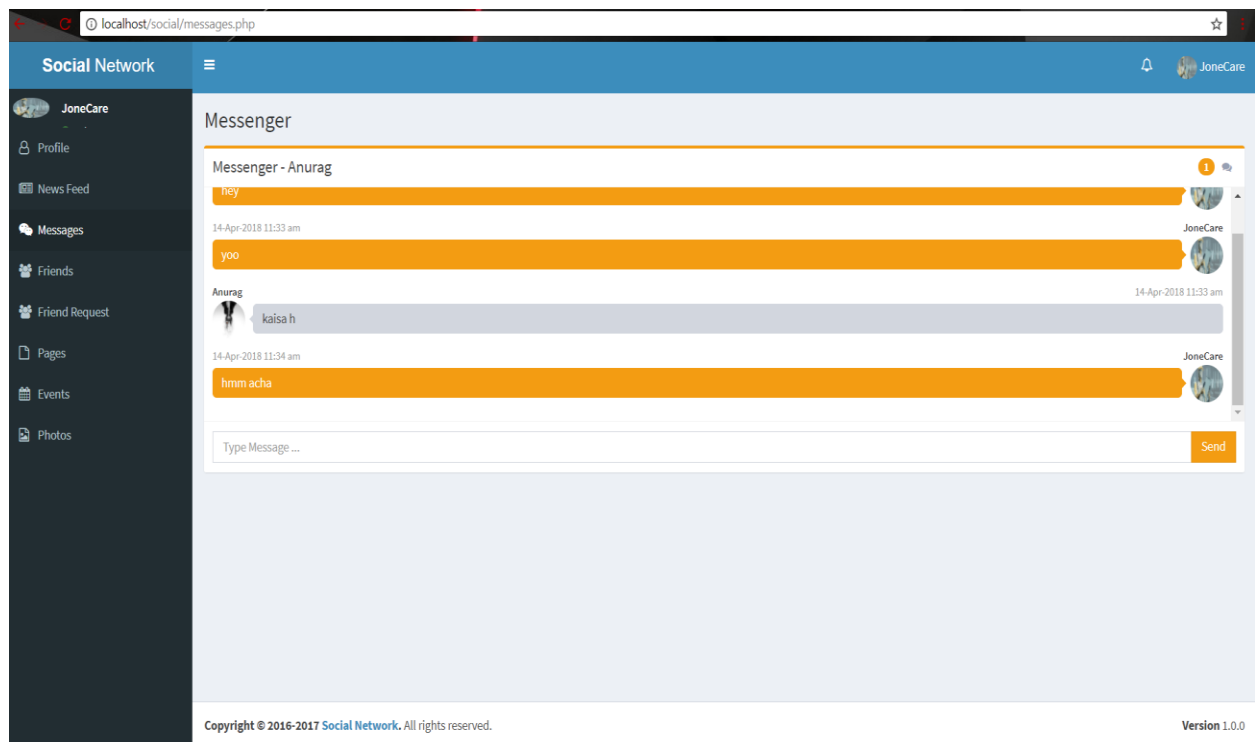 localhost/social/messages.php
Social Network
JoneCare
JoneCare
Profile
News Feed
Messages
Friends
Friend Request
Pages
Events
Photos
Messenger
Messenger - Anurag
1
hey
14-Apr-2018 11:33 am JoneCare
yoo
Anurag 14-Apr-2018 11:33 am
kaisa h
14-Apr-2018 11:34 am JoneCare
hmm acha
Type Message ... Send
Copyright © 2016-2017 Social Network. All rights reserved. Version 1.0.0